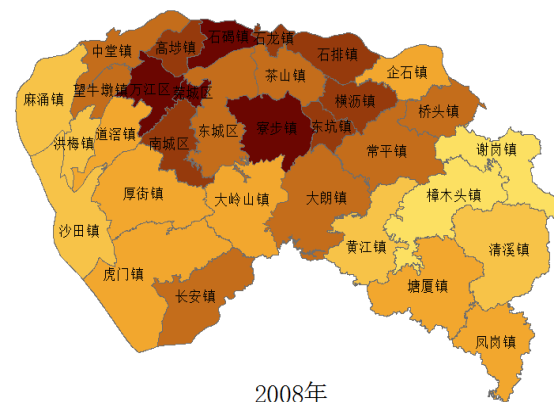 石碣镇
石龙镇
中堂镇
高埗镇
石排镇
企石镇
茶山镇
望牛墩镇
万江区
莞城区
麻涌镇
横沥镇
桥头镇
道滘镇
东城区
寮步镇
东坑镇
洪梅镇
南城区
常平镇
谢岗镇
厚街镇
大岭山镇
大朗镇
樟木头镇
沙田镇
黄江镇
清溪镇
虎门镇
长安镇
塘厦镇
凤岗镇
2008年